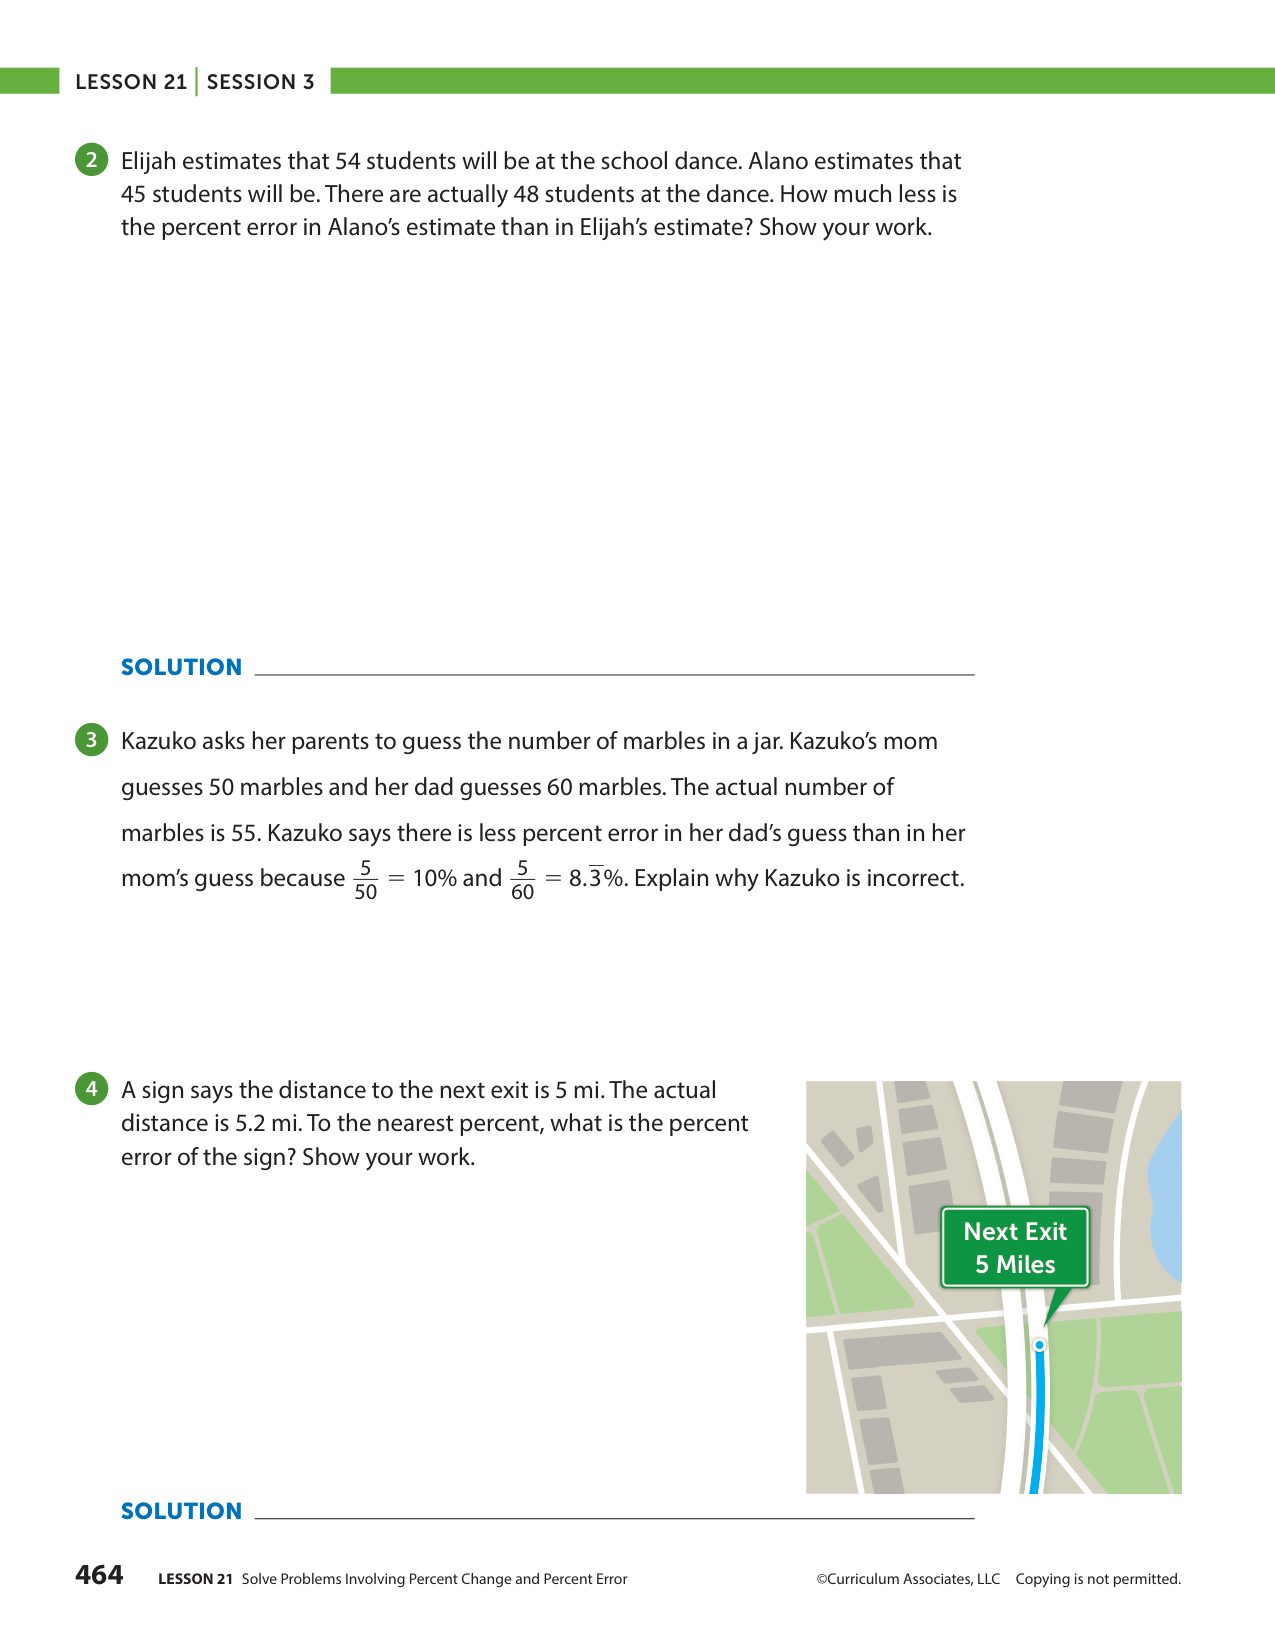 LESSON 21 | SESSION 3
2 Elijah estimates that 54 students will be at the school dance. Alano estimates that
45 students will be. There are actually 48 students at the dance. How much less is
the percent error in Alano’s estimate than in Elijah’s estimate? Show your work.
SOLUTION
3 Kazuko asks her parents to guess the number of marbles in a jar. Kazuko’s mom
guesses 50 marbles and her dad guesses 60 marbles. The actual number of
marbles is 55. Kazuko says there is less percent error in her dad’s guess than in her
mom’s guess because 5/50 = 10% and 5/60 = 8.3̅%. Explain why Kazuko is incorrect.
4 A sign says the distance to the next exit is 5 mi. The actual
distance is 5.2 mi. To the nearest percent, what is the percent
error of the sign? Show your work.
Next Exit
5 Miles
SOLUTION
464 LESSON 21 Solve Problems Involving Percent Change and Percent Error ©Curriculum Associates, LLC Copying is not permitted.